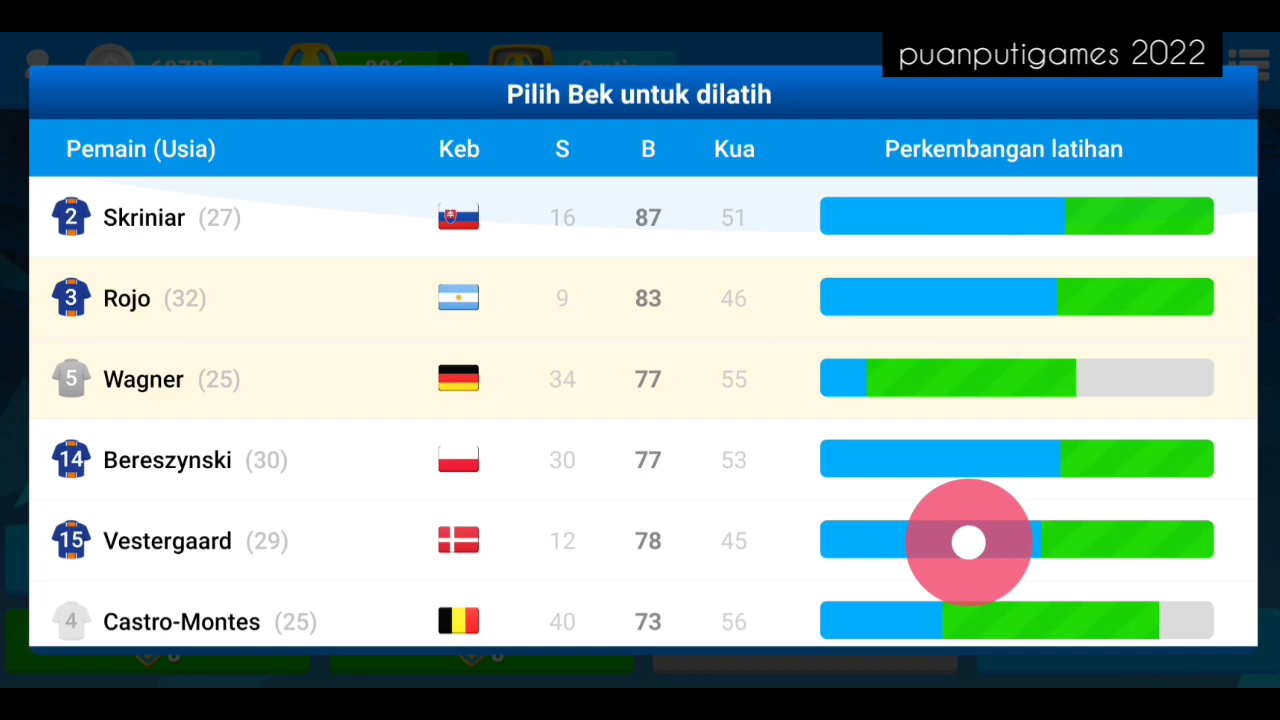 puanputigames 2022
Pilih Bek untuk dilatih
Pemain (Usia) Keb S B Kua Perkembangan latihan
2 Skriniar (27) 16 87 51
3 Rojo (32) 9 83 46
5 Wagner (25) 34 77 55
14 Bereszynski (30) 30 77 53
15 Vestergaard (29) 12 78 45
4 Castro-Montes (25) 40 73 56